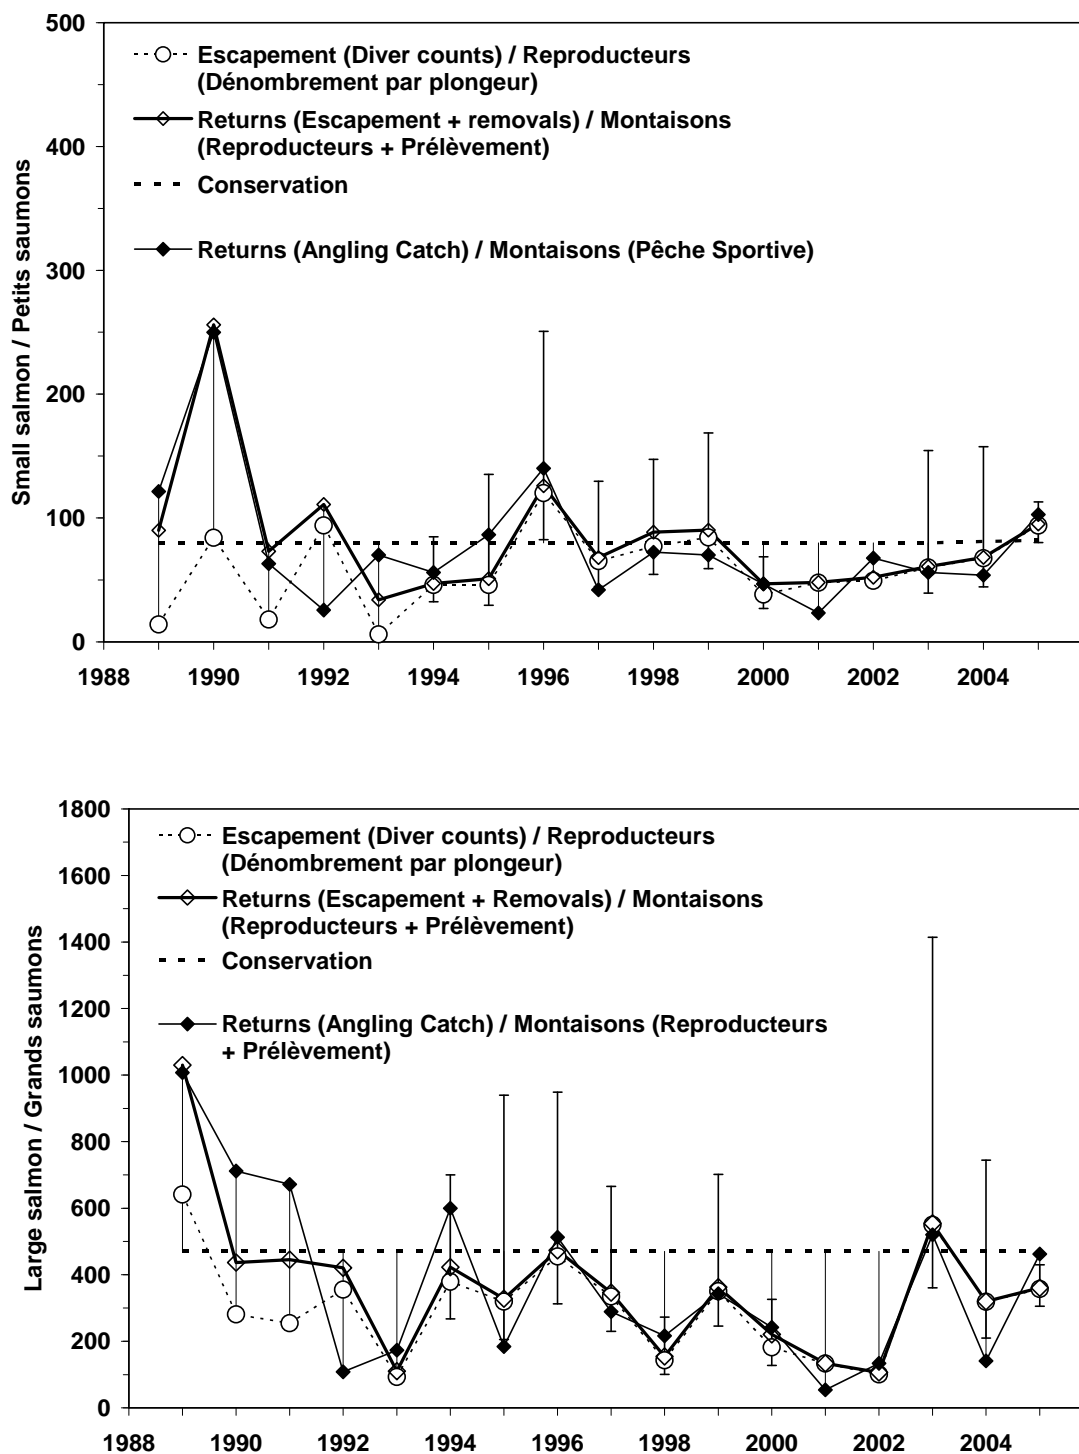 500
400
300
200
100
0
Small salmon / Petits saumons
Escapement (Diver counts) / Reproducteurs
(Dénombrement par plongeur)
Returns (Escapement + removals) / Montaisons
(Reproducteurs + Prélèvement)
Conservation
Returns (Angling Catch) / Montaisons (Pêche Sportive)
1988 1990 1992 1994 1996 1998 2000 2002 2004
1800
1600
1400
1200
1000
800
600
400
200
0
Large salmon / Grands saumons
Escapement (Diver counts) / Reproducteurs
(Dénombrement par plongeur)
Returns (Escapement + Removals) / Montaisons
(Reproducteurs + Prélèvement)
Conservation
Returns (Angling Catch) / Montaisons (Reproducteurs
+ Prélèvement)
1988 1990 1992 1994 1996 1998 2000 2002 2004